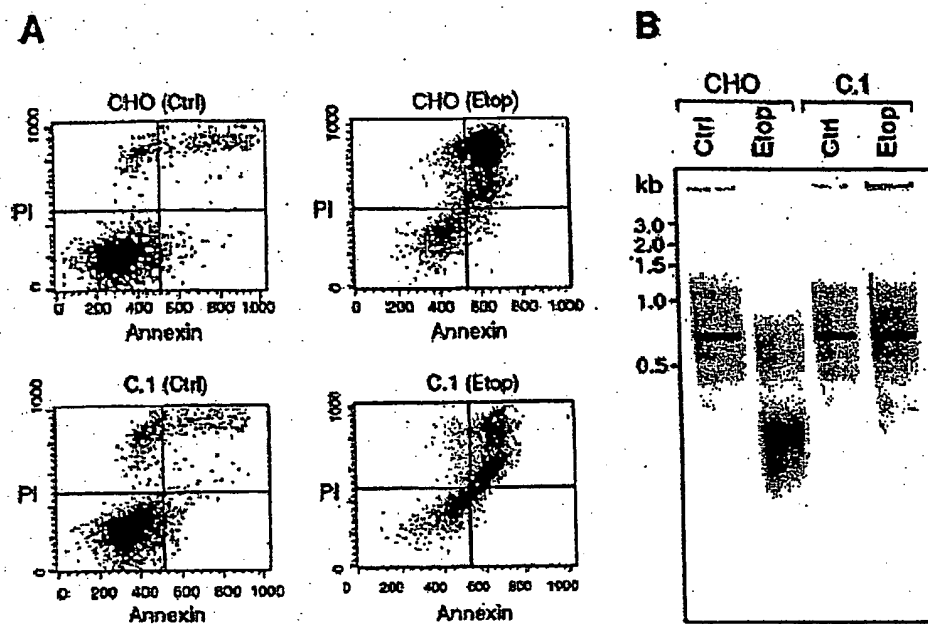 A
CHO (Ctrl)
1000
PI
0
0 200 400 600 800 1000
Annexin
CHO (Etop)
1000
PI
0
0 200 400 600 800 1000
Annexin
C.1 (Ctrl)
1000
PI
0
0 200 400 600 800 1000
Annexin
C.1 (Etop)
1000
PI
0
0 200 400 600 800 1000
Annexin
B
CHO C.1
Ctrl Etop Ctrl Etop
kb
3.0
2.0
1.5
1.0
0.5